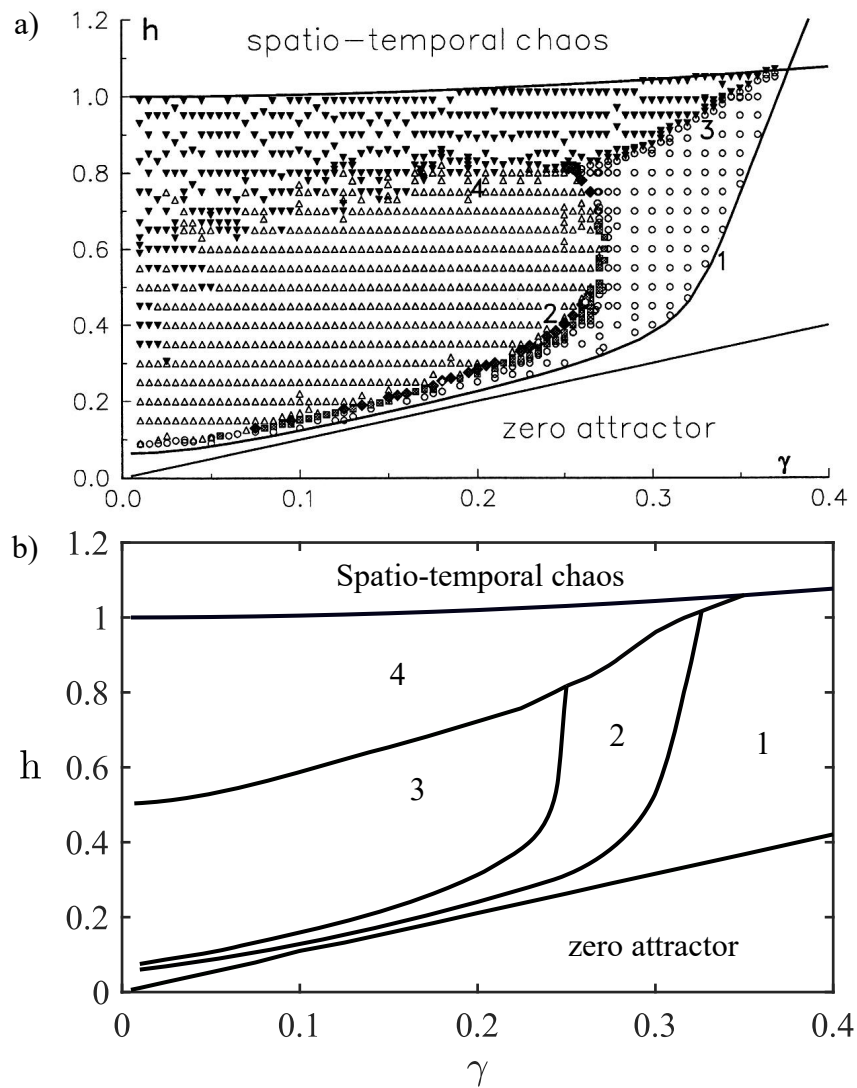 a)
h
spatio-temporal chaos
1.2
1.0
0.8
0.6
0.4
0.2
0.0
3
4
1
2
zero attractor
γ
0.0 0.1 0.2 0.3 0.4
b)
1.2
1
0.8
0.6
0.4
0.2
0
h
Spatio-temporal chaos
4
2
1
3
zero attractor
0 0.1 0.2 0.3 0.4
γ